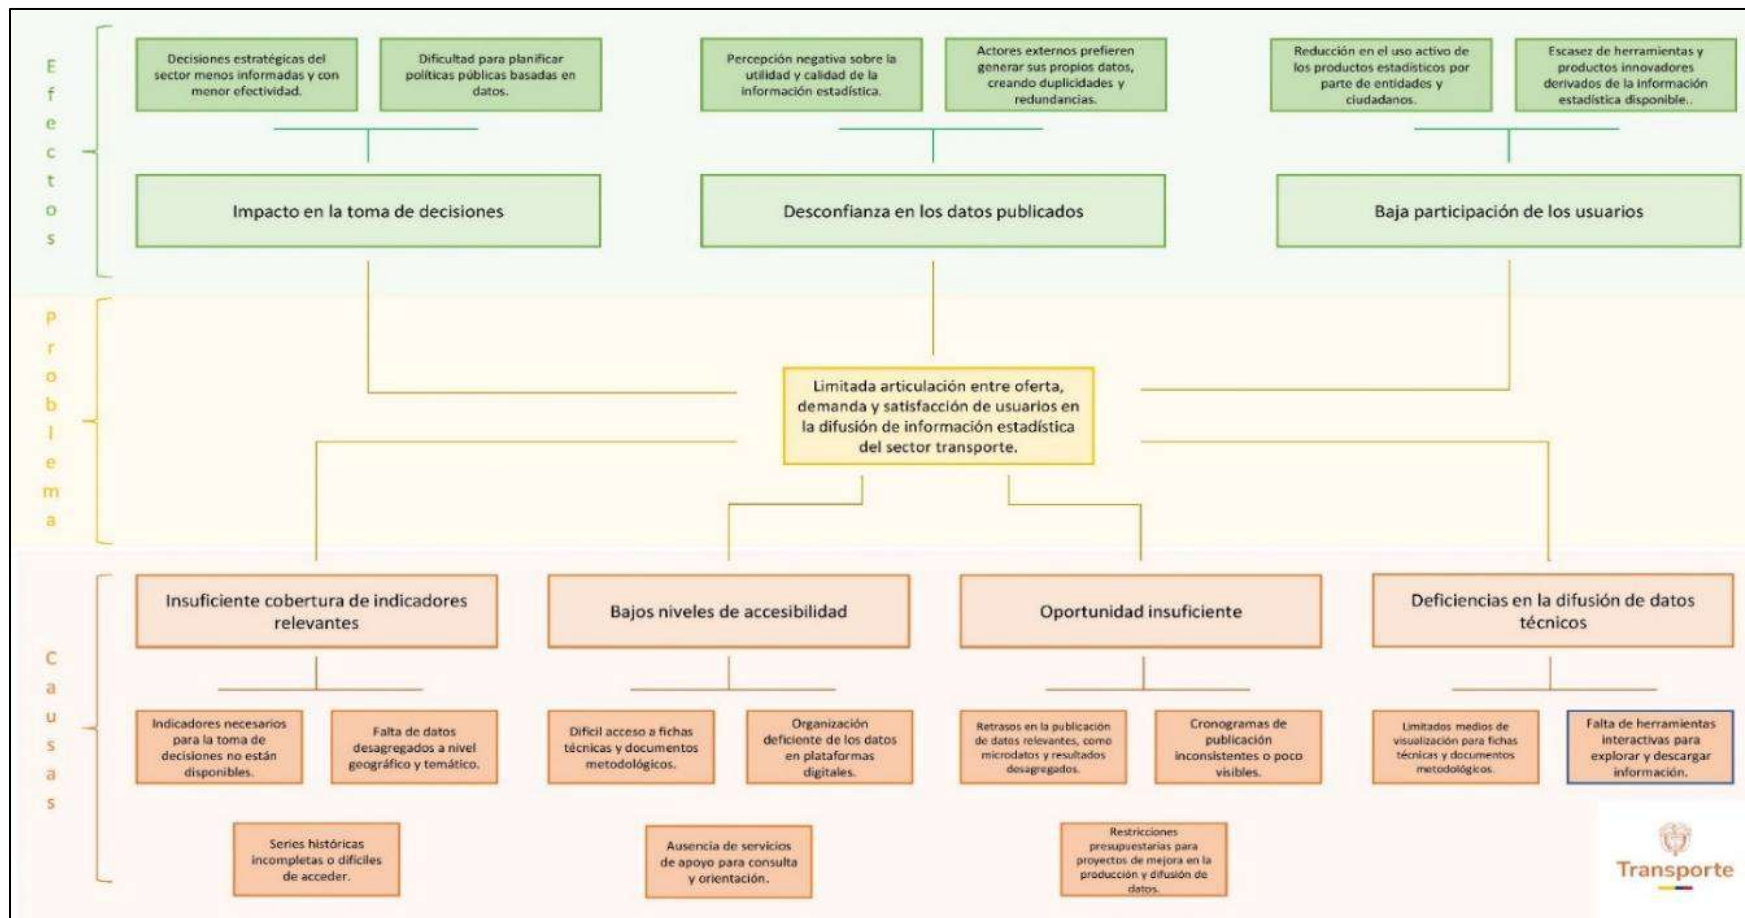 Efectos
Decisiones estratégicas del
sector menos informadas y con
menor efectividad.
Dificultad para planificar
políticas públicas basadas en
datos.
Percepción negativa sobre la
utilidad y calidad de la
información estadística.
Actores externos prefieren
generar sus propios datos,
creando duplicidades y
redundancias.
Reducción en el uso activo de
los productos estadísticos por
parte de entidades y
ciudadanos.
Escasez de herramientas y
productos innovadores
derivados de la información
estadística disponible..
Impacto en la toma de decisiones
Desconfianza en los datos publicados
Baja participación de los usuarios
Problema
Limitada articulación entre oferta,
demanda y satisfacción de usuarios en
la difusión de información estadística
del sector transporte.
Causas
Insuficiente cobertura de indicadores
relevantes
Bajos niveles de accesibilidad
Oportunidad insuficiente
Deficiencias en la difusión de datos
técnicos
Indicadores necesarios
para la toma de
decisiones no están
disponibles.
Falta de datos
desagregados a nivel
geográfico y temático.
Difícil acceso a fichas
técnicas y documentos
metodológicos.
Organización
deficiente de los datos
en plataformas
digitales.
Retrasos en la publicación
de datos relevantes, como
microdatos y resultados
desagregados.
Cronogramas de
publicación
inconsistentes o poco
visibles.
Limitados medios de
visualización para fichas
técnicas y documentos
metodológicos.
Falta de herramientas
interactivas para
explorar y descargar
información.
Series históricas
incompletas o difíciles
de acceder.
Ausencia de servicios
de apoyo para consulta
y orientación.
Restricciones
presupuestarias para
proyectos de mejora en la
producción y difusión de
datos.
Transporte